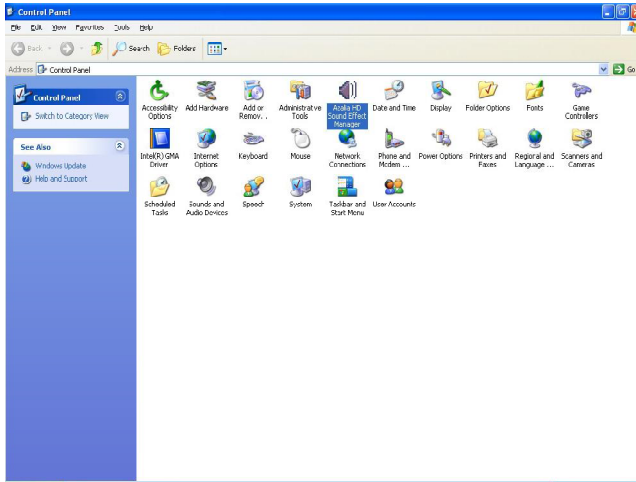 Control Panel
File Edit View Favorites Tools Help
Back Search Folders
Address Control Panel Go
Control Panel
Switch to Category View
See Also
Windows Update
Help and Support
Accessibility Options
Add Hardware
Add or Remov...
Administrative Tools
Azalia HD Sound Effect Manager
Date and Time
Display
Folder Options
Fonts
Game Controllers
Intel(R) GMA Driver
Internet Options
Keyboard
Mouse
Network Connections
Phone and Modem ...
Power Options
Printers and Faxes
Regional and Language ...
Scanners and Cameras
Scheduled Tasks
Sounds and Audio Devices
Speech
System
Taskbar and Start Menu
User Accounts